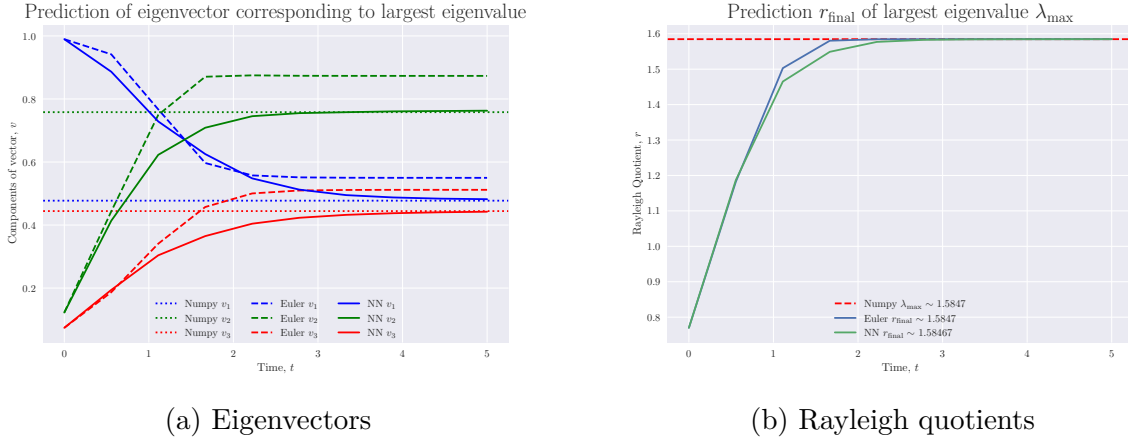 Prediction of eigenvector corresponding to largest eigenvalue
Components of vector, v
1.0
0.8
0.6
0.4
0.2
Numpy v₁
Numpy v₂
Numpy v₃
Euler v₁
Euler v₂
Euler v₃
NN v₁
NN v₂
NN v₃
0 1 2 3 4 5
Time, t
(a) Eigenvectors
Prediction r_final of largest eigenvalue λ_max
Rayleigh Quotient, r
1.6
1.5
1.4
1.3
1.2
1.1
1.0
0.9
0.8
Numpy λ_max ∼ 1.5847
Euler r_final ∼ 1.5847
NN r_final ∼ 1.58467
0 1 2 3 4 5
Time, t
(b) Rayleigh quotients